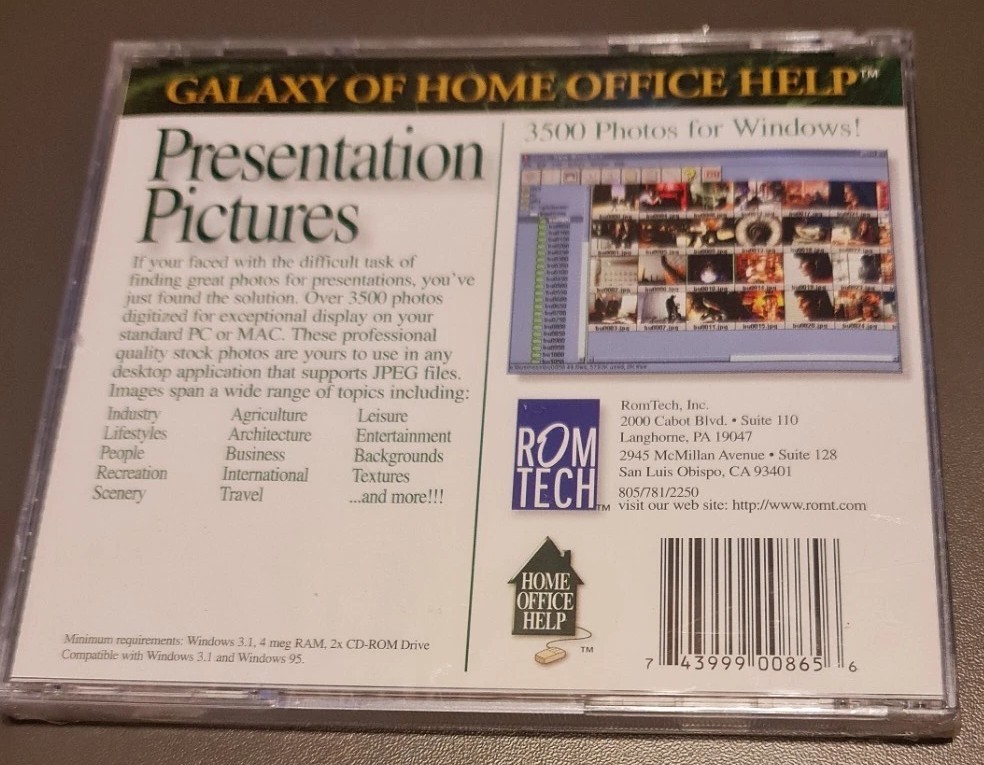 GALAXY OF HOME OFFICE HELP™
Presentation
Pictures
If your faced with the difficult task of
finding great photos for presentations, you've
just found the solution. Over 3500 photos
digitized for exceptional display on your
standard PC or MAC. These professional
quality stock photos are yours to use in any
desktop application that supports JPEG files.
Images span a wide range of topics including:
Industry Agriculture Leisure
Lifestyles Architecture Entertainment
People Business Backgrounds
Recreation International Textures
Scenery Travel ...and more!!!
Minimum requirements: Windows 3.1, 4 meg RAM, 2x CD-ROM Drive
Compatible with Windows 3.1 and Windows 95.
3500 Photos for Windows!
ROM
TECH™
RomTech, Inc.
2000 Cabot Blvd. • Suite 110
Langhorne, PA 19047
2945 McMillan Avenue • Suite 128
San Luis Obispo, CA 93401
805/781/2250
visit our web site: http://www.romt.com
HOME
OFFICE
HELP
™
7 43999 00865 6